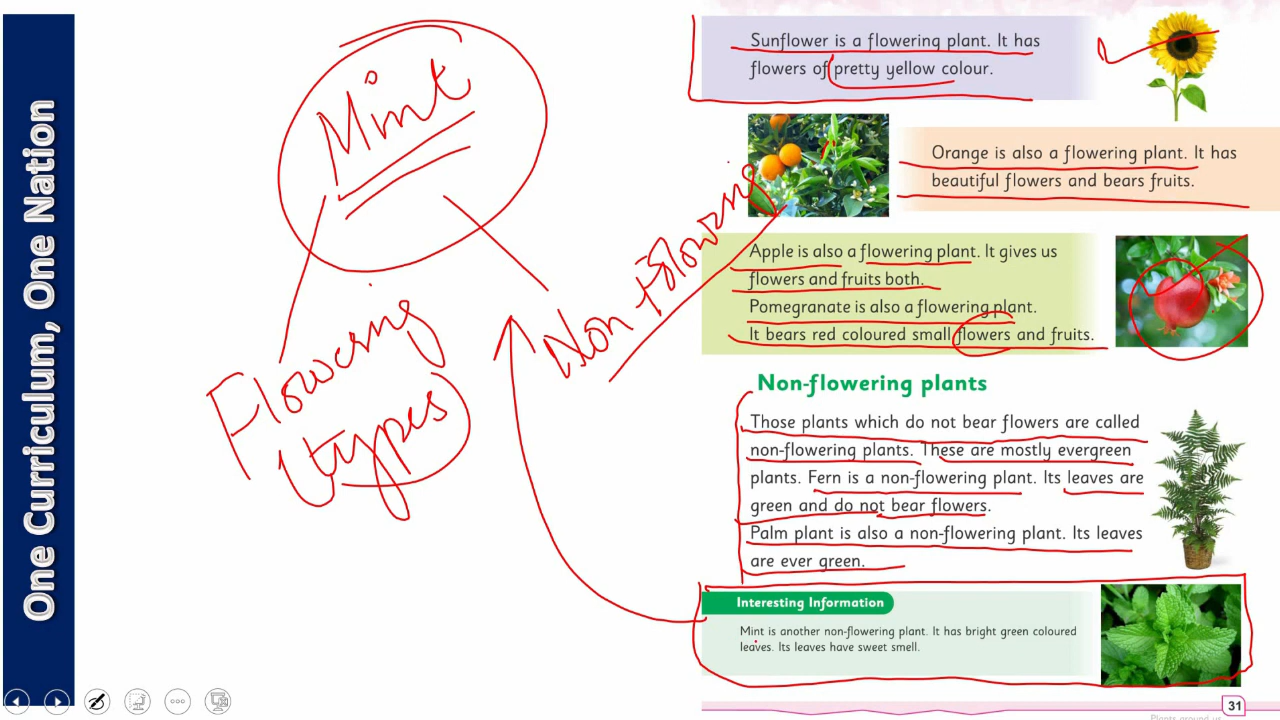 One Curriculum, One Nation
Mint
Flowering
types
Non-flowering
Sunflower is a flowering plant. It has
flowers of pretty yellow colour.
Orange is also a flowering plant. It has
beautiful flowers and bears fruits.
Apple is also a flowering plant. It gives us
flowers and fruits both.
Pomegranate is also a flowering plant.
It bears red coloured small flowers and fruits.
Non-flowering plants
Those plants which do not bear flowers are called
non-flowering plants. These are mostly evergreen
plants. Fern is a non-flowering plant. Its leaves are
green and do not bear flowers.
Palm plant is also a non-flowering plant. Its leaves
are ever green.
Interesting Information
Mint is another non-flowering plant. It has bright green coloured
leaves. Its leaves have sweet smell.
31
Plants around us